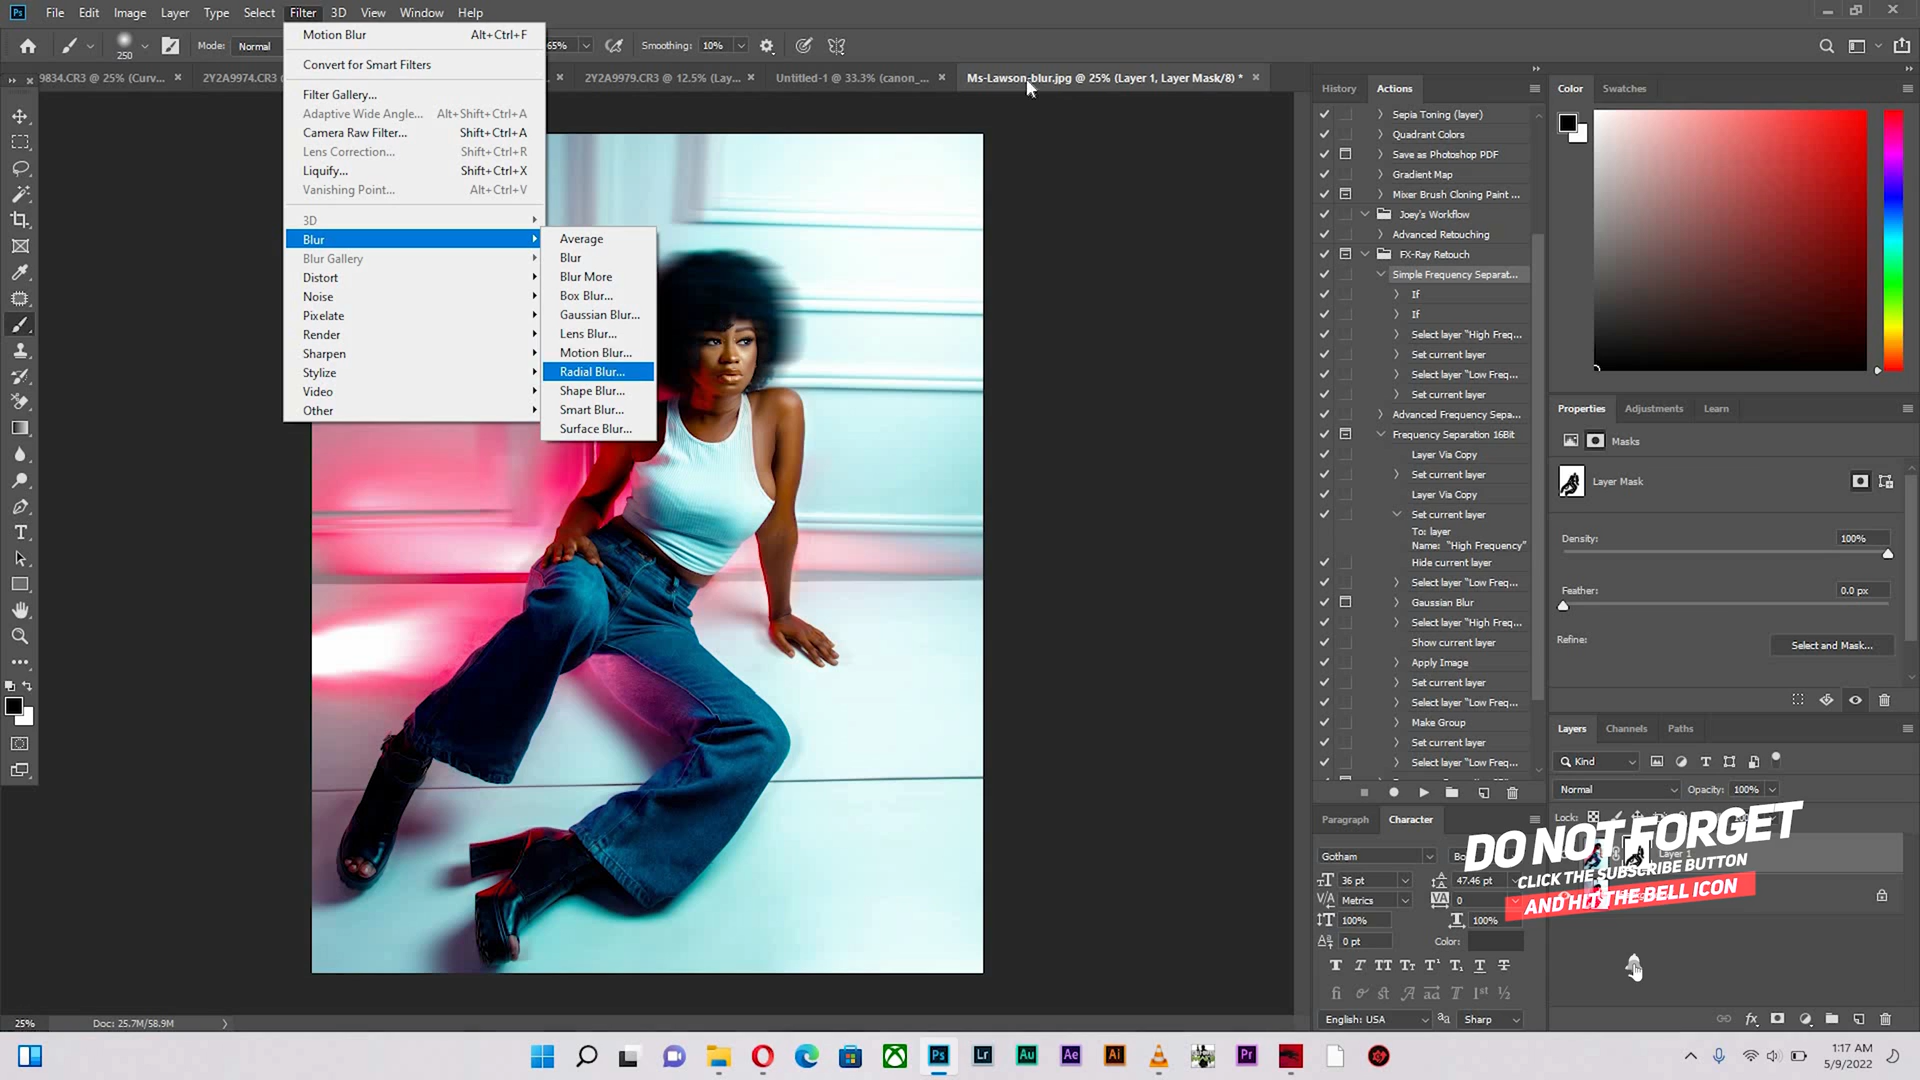 File Edit Image Layer Type Select Filter 3D View Window Help
250 Mode: Normal 65% Smoothing: 10%
9834.CR3 @ 25% (Curv... 2Y2A9974.CR3 2Y2A9979.CR3 @ 12.5% (Lay... Untitled-1 @ 33.3% (canon_... Ms-Lawson-blur.jpg @ 25% (Layer 1, Layer Mask/8) *
Motion Blur Alt+Ctrl+F
Convert for Smart Filters
Filter Gallery...
Adaptive Wide Angle... Alt+Shift+Ctrl+A
Camera Raw Filter... Shift+Ctrl+A
Lens Correction... Shift+Ctrl+R
Liquify... Shift+Ctrl+X
Vanishing Point... Alt+Ctrl+V
3D
Blur
Blur Gallery
Distort
Noise
Pixelate
Render
Sharpen
Stylize
Video
Other
Average
Blur
Blur More
Box Blur...
Gaussian Blur...
Lens Blur...
Motion Blur...
Radial Blur...
Shape Blur...
Smart Blur...
Surface Blur...
History Actions
Sepia Toning (layer)
Quadrant Colors
Save as Photoshop PDF
Gradient Map
Mixer Brush Cloning Paint ...
Joey's Workflow
Advanced Retouching
FX-Ray Retouch
Simple Frequency Separat...
If
If
Select layer "High Freq...
Set current layer
Select layer "Low Freq...
Set current layer
Advanced Frequency Sepa...
Frequency Separation 16Bit
Layer Via Copy
Set current layer
Layer Via Copy
Set current layer
To: layer
Name: "High Frequency"
Hide current layer
Select layer "Low Freq...
Gaussian Blur
Select layer "High Freq...
Show current layer
Apply Image
Set current layer
Select layer "Low Freq...
Make Group
Set current layer
Select layer "Low Freq...
Paragraph Character
Gotham Bo
36 pt 47.46 pt
Metrics 0
100% 100%
0 pt Color:
English: USA Sharp
Color Swatches
Properties Adjustments Learn
Masks
Layer Mask
Density: 100%
Feather: 0.0 px
Refine: Select and Mask...
Layers Channels Paths
Kind
Normal Opacity: 100%
Lock:
Layer 1
DO NOT FORGET
CLICK THE SUBSCRIBE BUTTON
AND HIT THE BELL ICON
25% Doc: 25.7M/58.9M
Ps Lrc Au Ae Ai Pr
1:17 AM
5/9/2022